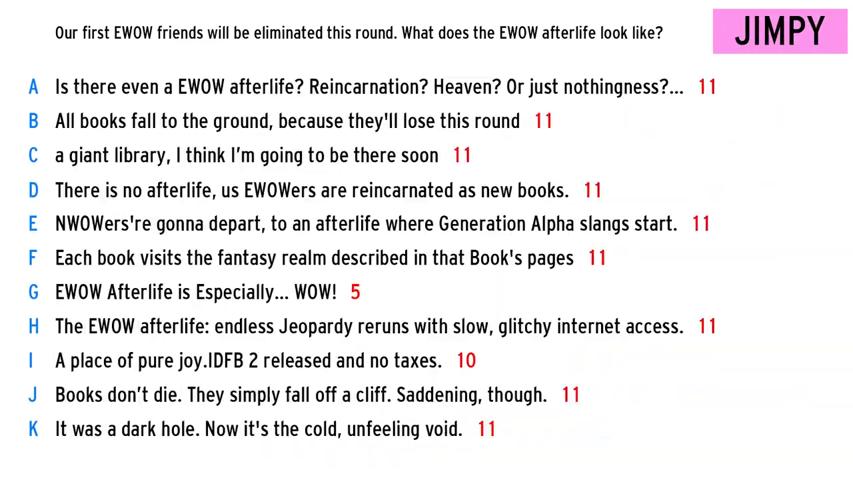 Our first EWOW friends will be eliminated this round. What does the EWOW afterlife look like?
JIMPY
A Is there even a EWOW afterlife? Reincarnation? Heaven? Or just nothingness?... 11
B All books fall to the ground, because they'll lose this round 11
C a giant library, I think I’m going to be there soon 11
D There is no afterlife, us EWOWers are reincarnated as new books. 11
E NWOWers're gonna depart, to an afterlife where Generation Alpha slangs start. 11
F Each book visits the fantasy realm described in that Book's pages 11
G EWOW Afterlife is Especially... WOW! 5
H The EWOW afterlife: endless Jeopardy reruns with slow, glitchy internet access. 11
I A place of pure joy.IDFB 2 released and no taxes. 10
J Books don’t die. They simply fall off a cliff. Saddening, though. 11
K It was a dark hole. Now it's the cold, unfeeling void. 11